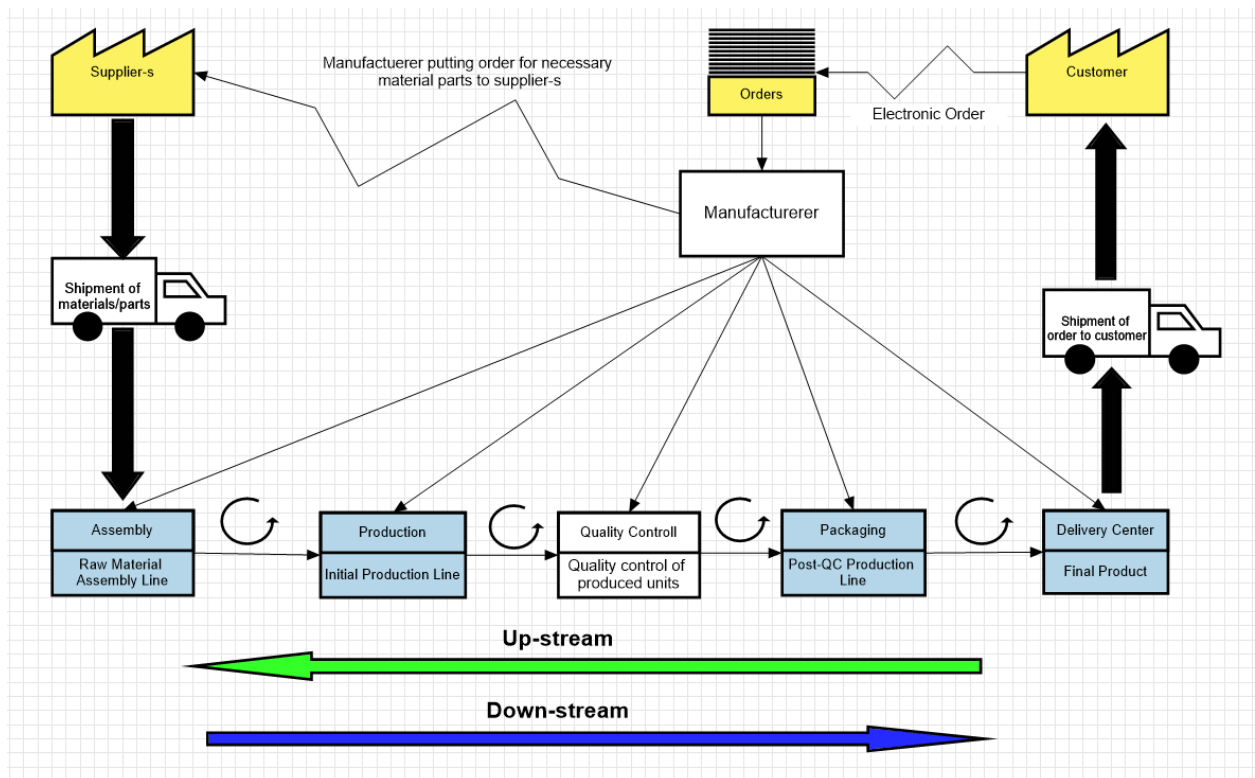 Supplier-s
Manufactuerer putting order for necessary
material parts to supplier-s
Orders
Customer
Electronic Order
Manufacturerer
Shipment of
materials/parts
Shipment of
order to customer
Assembly
Raw Material
Assembly Line
Production
Initial Production Line
Quality Controll
Quality control of
produced units
Packaging
Post-QC Production
Line
Delivery Center
Final Product
Up-stream
Down-stream